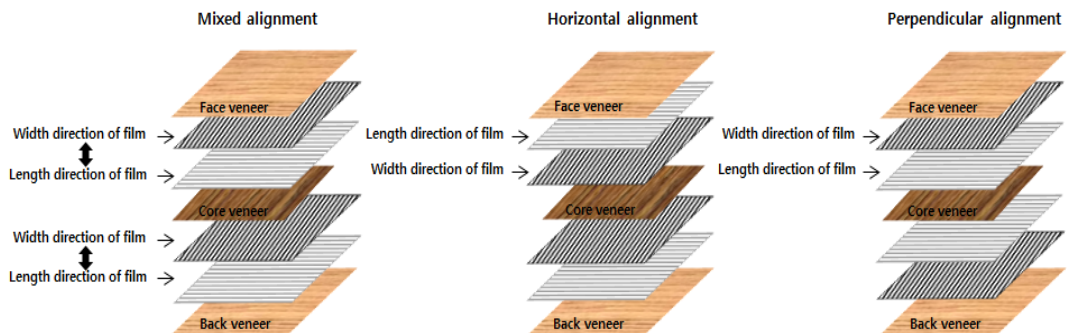 Mixed alignment
Face veneer
Width direction of film
Length direction of film
Core veneer
Width direction of film
Length direction of film
Back veneer
Horizontal alignment
Face veneer
Length direction of film
Width direction of film
Core veneer
Back veneer
Perpendicular alignment
Face veneer
Width direction of film
Length direction of film
Core veneer
Back veneer